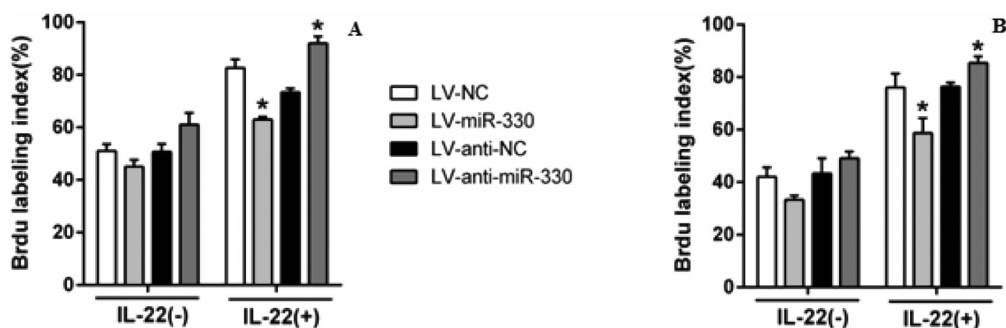 A
Brdu labeling index(%)
100
80
60
40
20
0
*
*
IL-22(-)
IL-22(+)
LV-NC
LV-miR-330
LV-anti-NC
LV-anti-miR-330
B
Brdu labeling index(%)
100
80
60
40
20
0
*
*
IL-22(-)
IL-22(+)